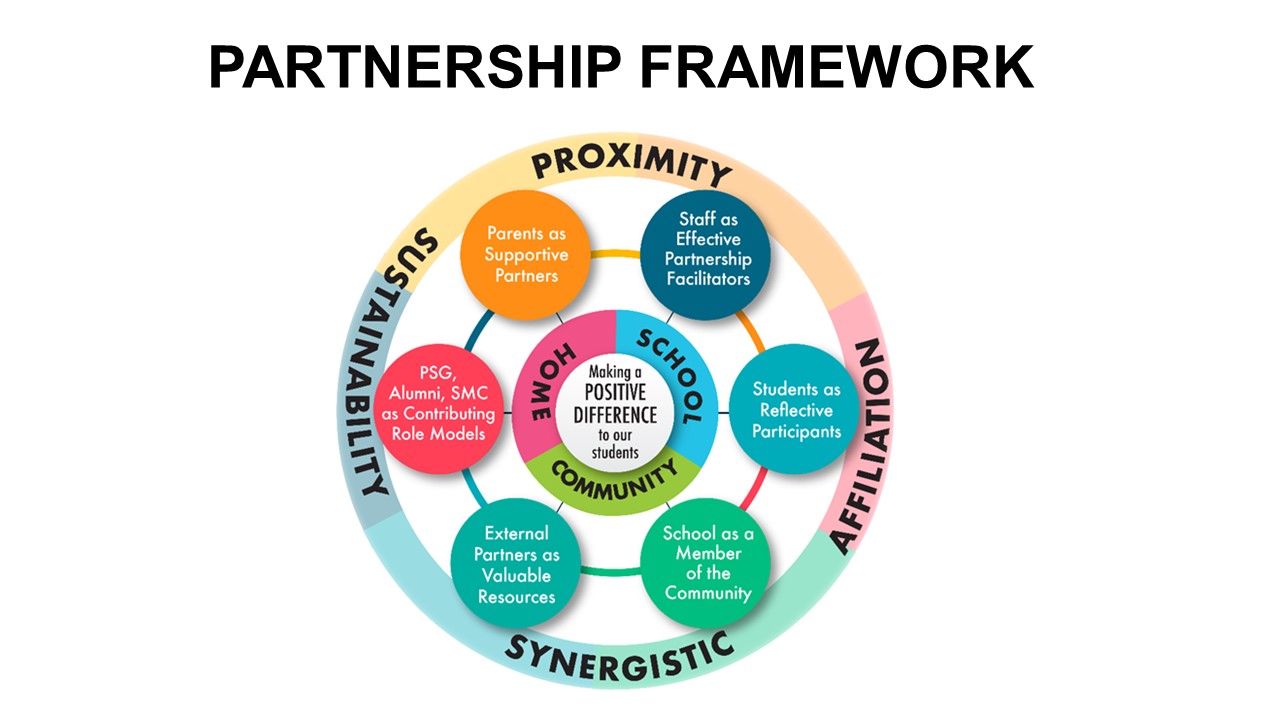 PARTNERSHIP FRAMEWORK
PROXIMITY
SUSTAINABILITY
AFFILIATION
SYNERGISTIC
Parents as
Supportive
Partners
Staff as
Effective
Partnership
Facilitators
PSG,
Alumni, SMC
as Contributing
Role Models
Students as
Reflective
Participants
External
Partners as
Valuable
Resources
School as a
Member
of the
Community
HOME
SCHOOL
COMMUNITY
Making a
POSITIVE
DIFFERENCE
to our
students